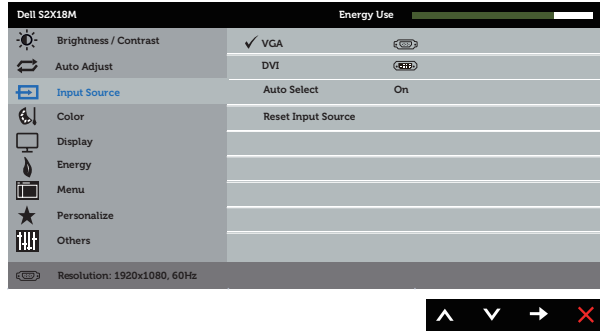 Dell S2X18M Energy Use
Brightness / Contrast
VGA
Auto Adjust
DVI
Input Source
Auto Select On
Color
Reset Input Source
Display
Energy
Menu
Personalize
Others
Resolution: 1920x1080, 60Hz